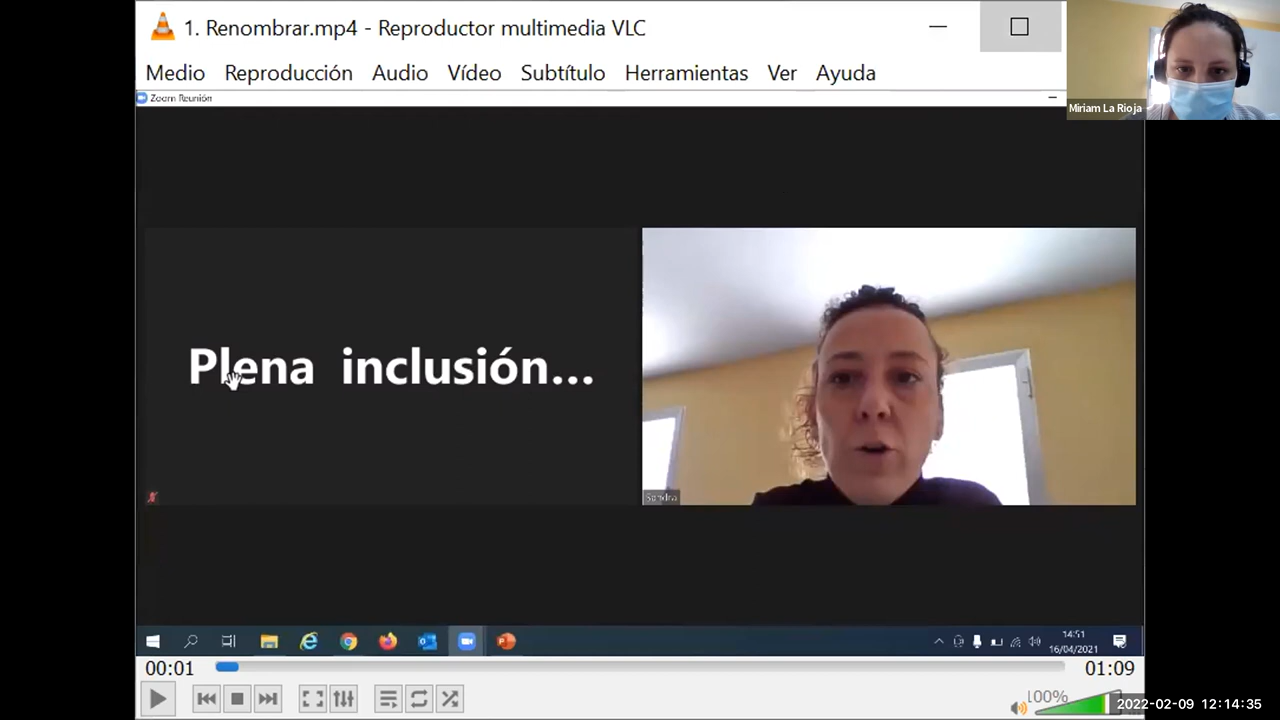 1. Renombrar.mp4 - Reproductor multimedia VLC
Medio Reproducción Audio Vídeo Subtítulo Herramientas Ver Ayuda
Miriam La Rioja
Zoom Reunión
Plena inclusión...
Sandra
14:51
16/04/2021
00:01
01:09
100%
2022-02-09 12:14:35